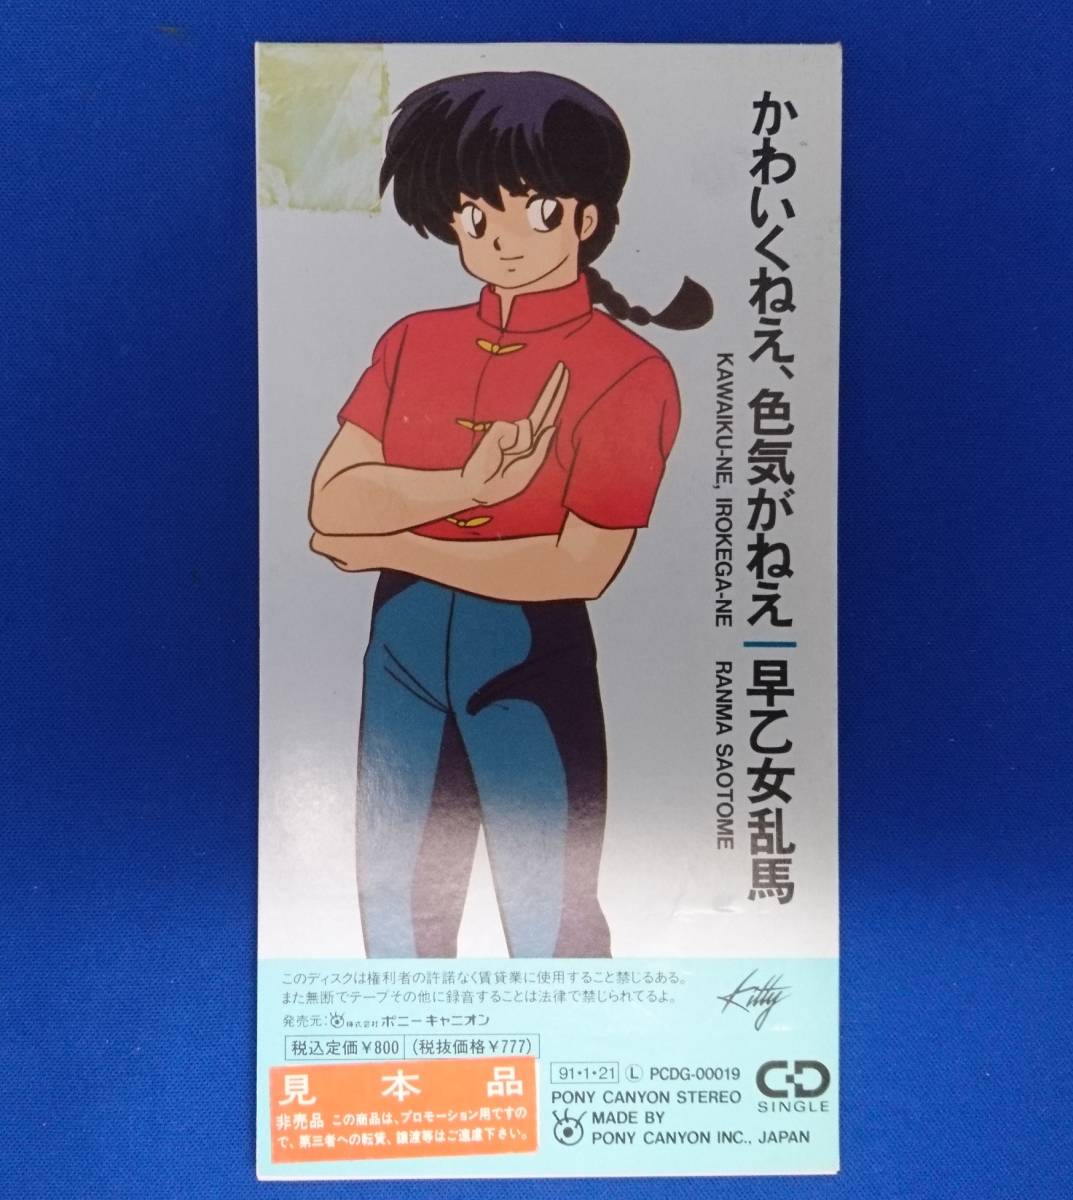 かわいくねえ、色気がねえ|早乙女乱馬
KAWAIKU-NE, IROKEGA-NE RANMA SAOTOME
このディスクは権利者の許諾なく賃貸業に使用すること禁じるある。
また無断でテープその他に録音することは法律で禁じられてるよ。
発売元:株式会社ポニーキャニオン
税込定価¥800 (税抜価格¥777)
Kitty
見本品
非売品 この商品は、プロモーション用ですの
で、第三者への転貸、譲渡等はご遠慮下さい。
91・1・21 Ⓛ PCDG-00019
PONY CANYON STEREO
MADE BY
PONY CANYON INC., JAPAN
CD
SINGLE